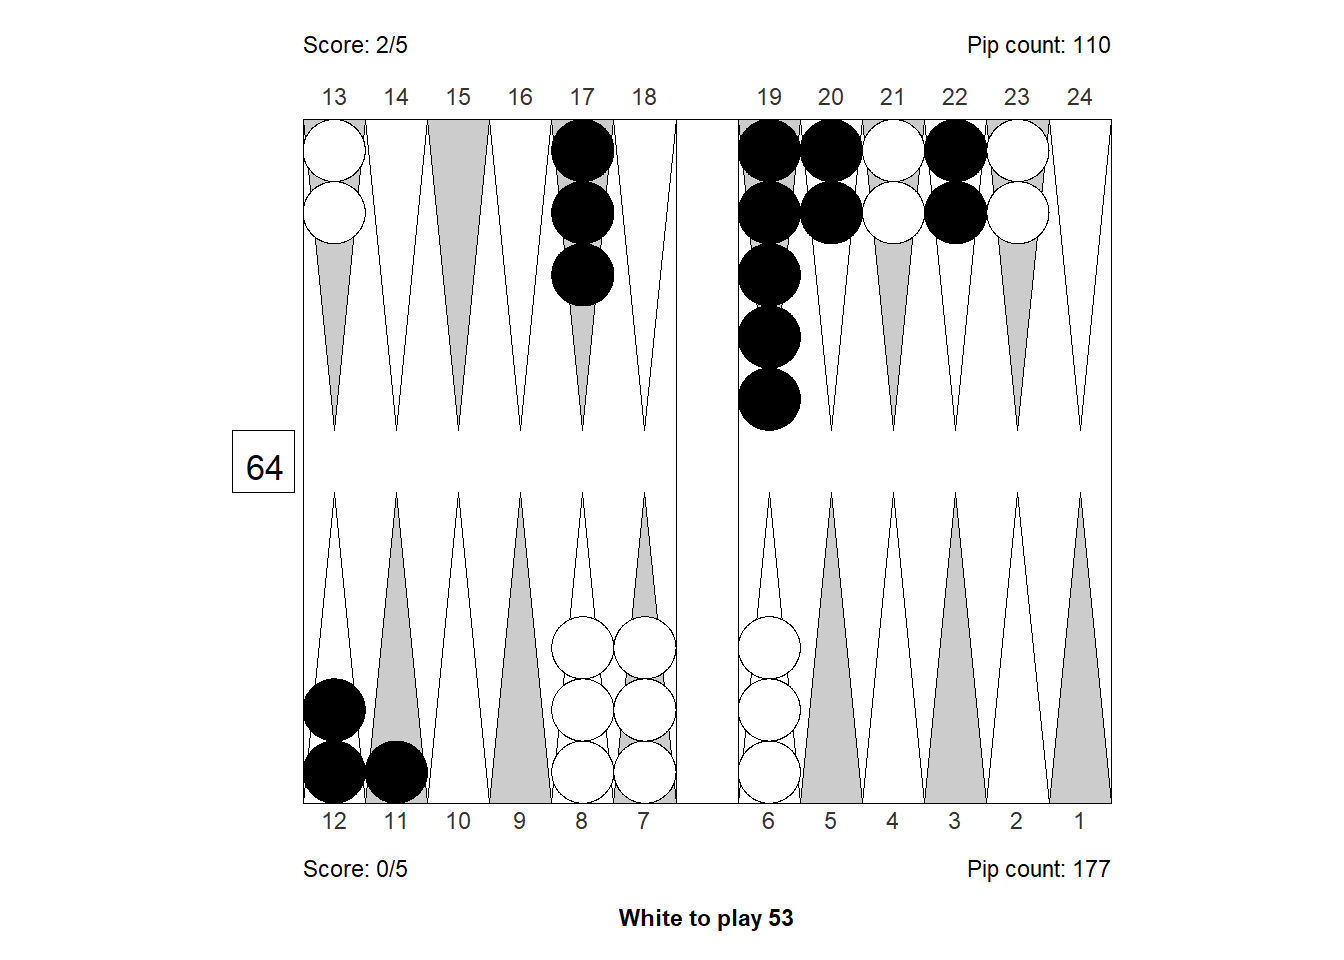 Score: 2/5 Pip count: 110
13 14 15 16 17 18 19 20 21 22 23 24
64
12 11 10 9 8 7 6 5 4 3 2 1
Score: 0/5 Pip count: 177
White to play 53